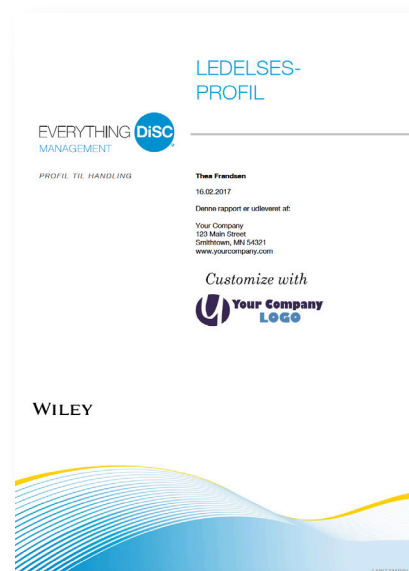 LEDELSES-
PROFIL
EVERYTHING DiSC
MANAGEMENT
PROFIL TIL HANDLING
Thea Frandsen
16.02.2017
Denne rapport er udleveret af:
Your Company
123 Main Street
Smithtown, MN 54321
www.yourcompany.com
Customize with
Your Company
LOGO
WILEY